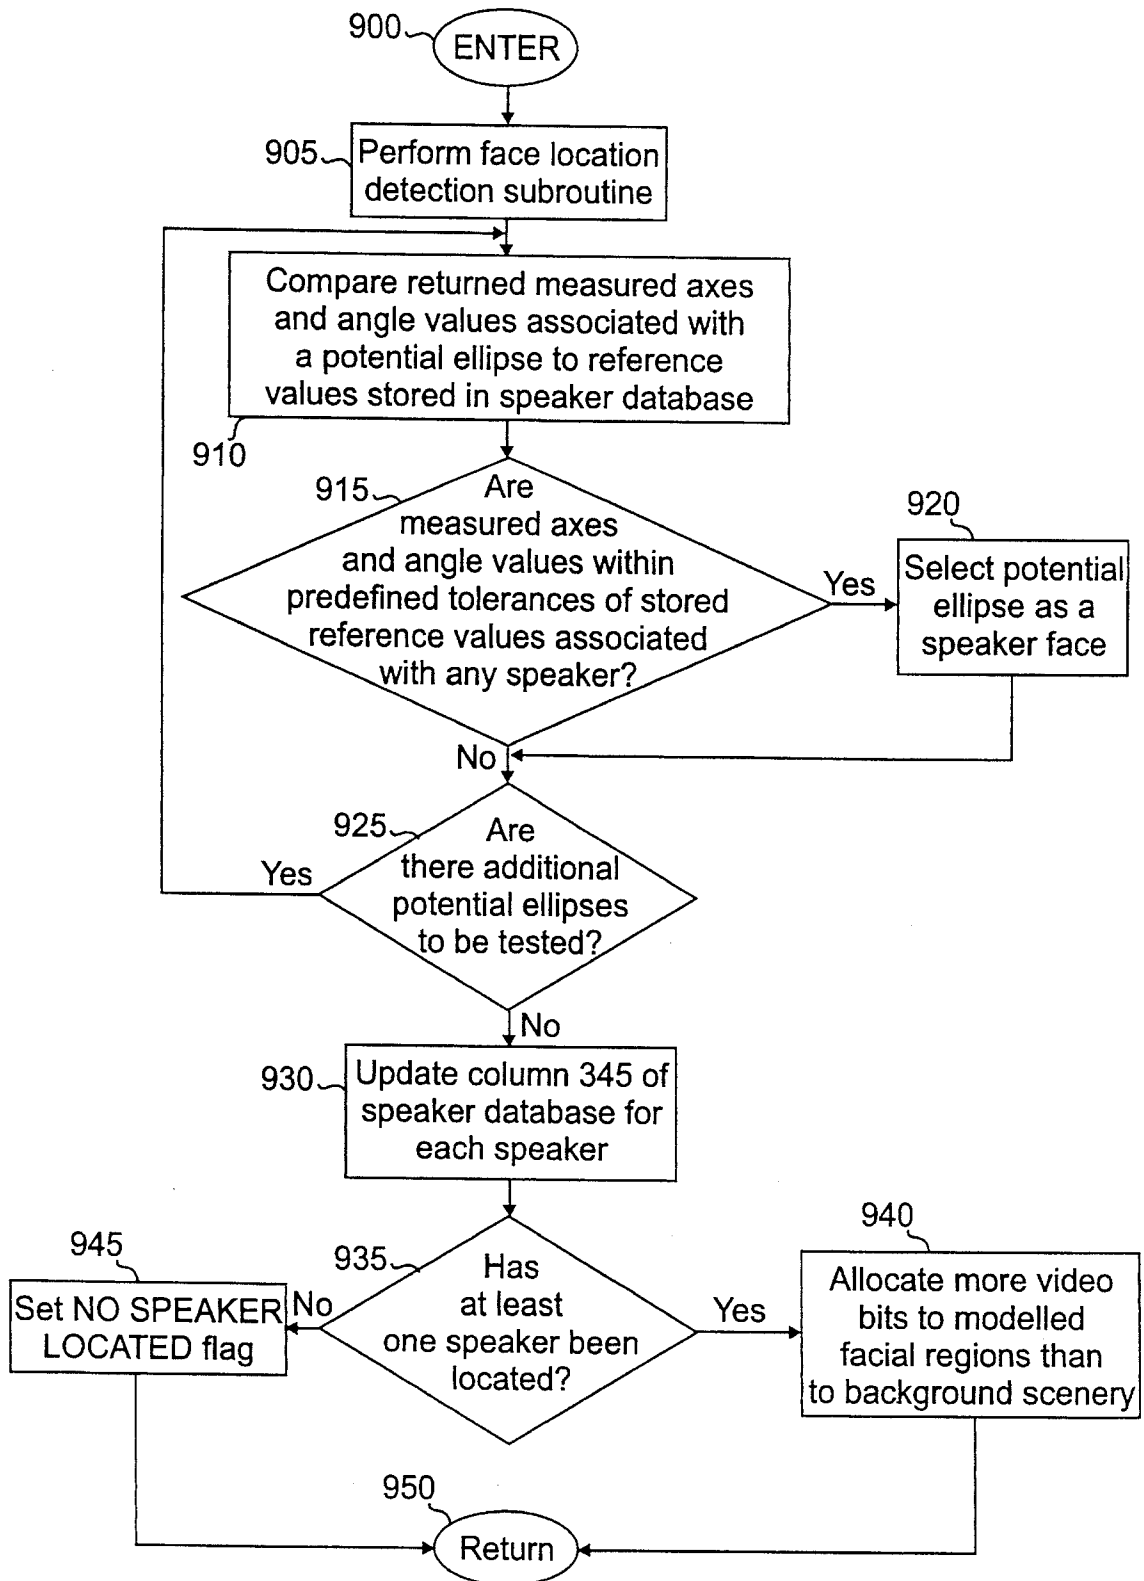 900
ENTER
905
Perform face location
detection subroutine
Compare returned measured axes
and angle values associated with
a potential ellipse to reference
values stored in speaker database
910
915
Are
measured axes
and angle values within
predefined tolerances of stored
reference values associated
with any speaker?
Yes
920
Select potential
ellipse as a
speaker face
No
925
Are
there additional
potential ellipses
to be tested?
Yes
No
930
Update column 345 of
speaker database for
each speaker
935
Has
at least
one speaker been
located?
No
945
Set NO SPEAKER
LOCATED flag
Yes
940
Allocate more video
bits to modelled
facial regions than
to background scenery
950
Return